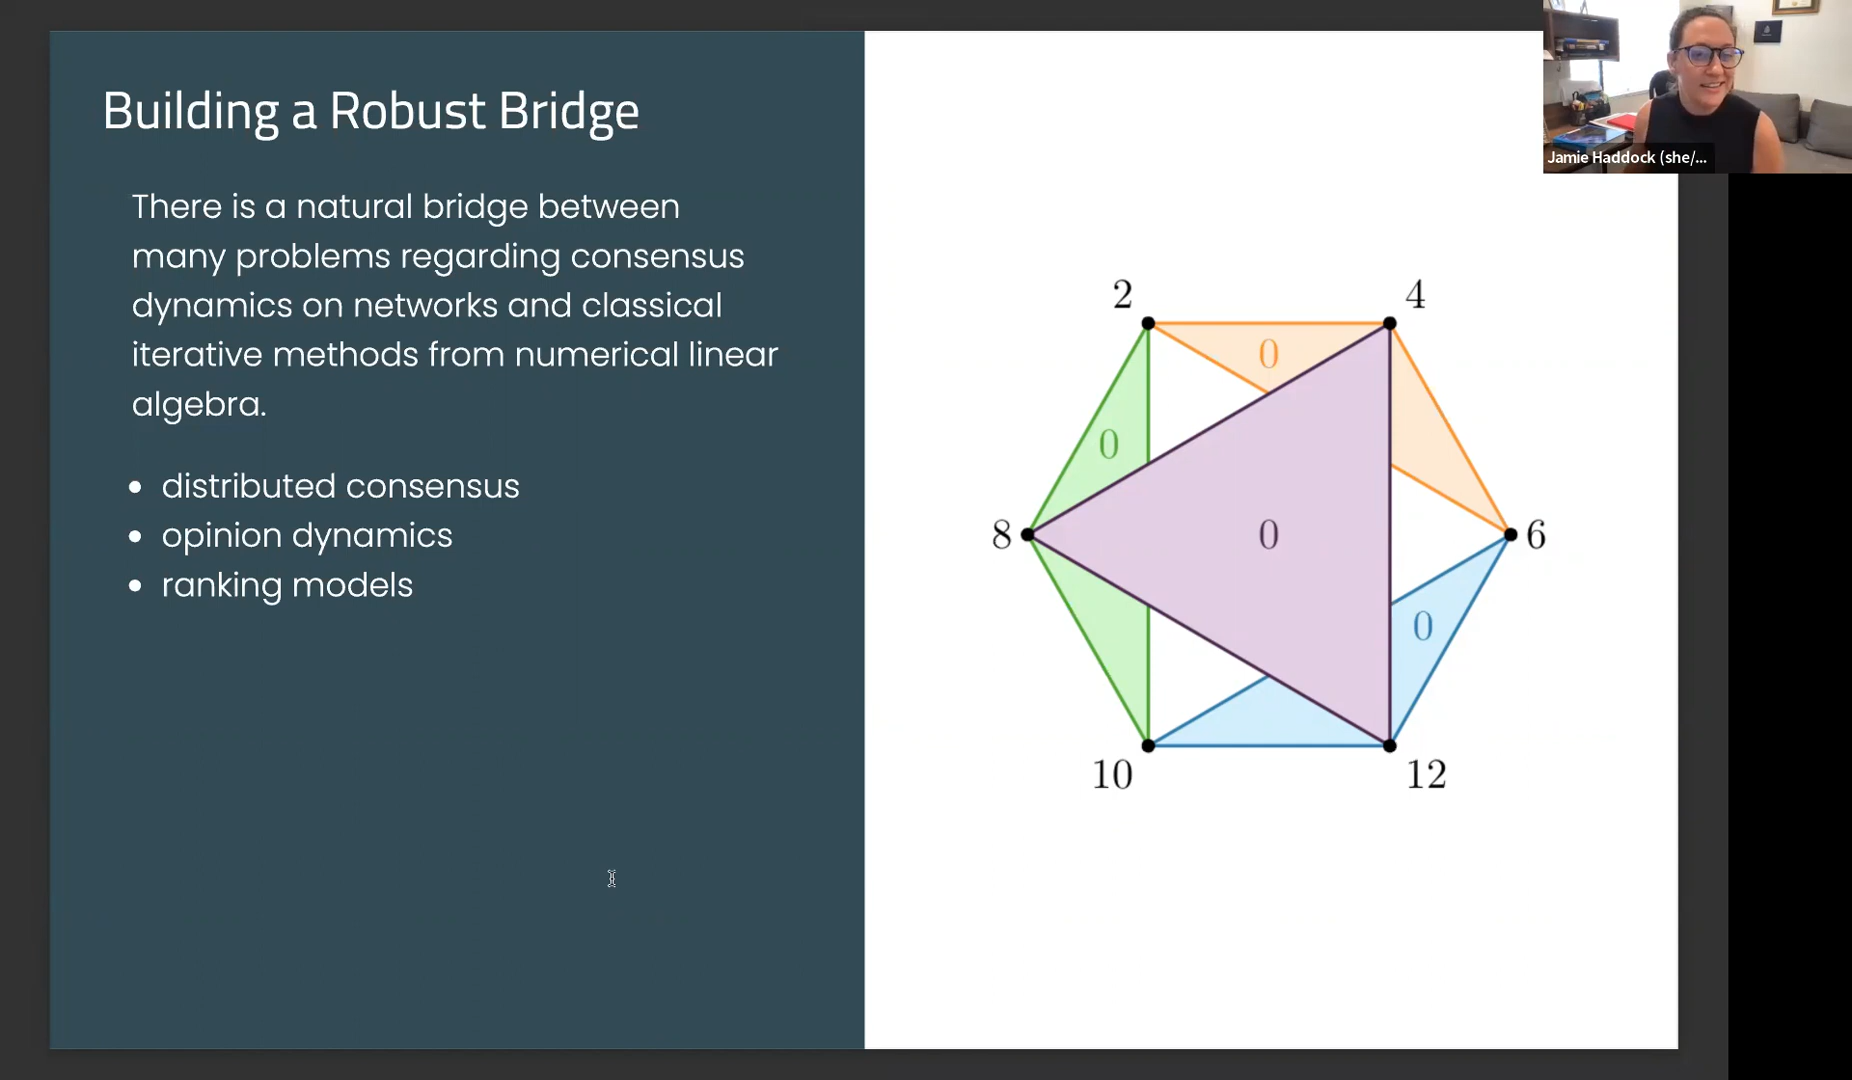 Building a Robust Bridge
There is a natural bridge between
many problems regarding consensus
dynamics on networks and classical
iterative methods from numerical linear
algebra.
• distributed consensus
• opinion dynamics
• ranking models
2
4
0
0
8
0
6
0
10
12
Jamie Haddock (she/...